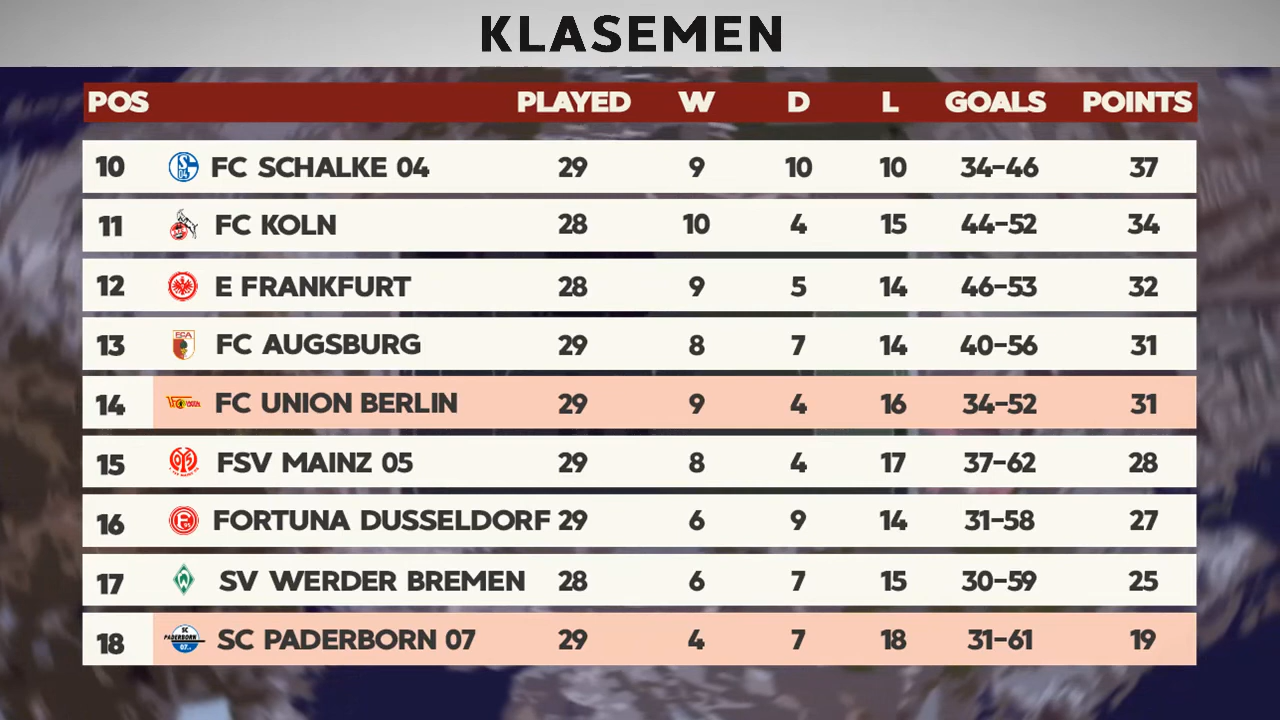 KLASEMEN
POS PLAYED W D L GOALS POINTS
10 FC SCHALKE 04 29 9 10 10 34-46 37
11 FC KOLN 28 10 4 15 44-52 34
12 E FRANKFURT 28 9 5 14 46-53 32
13 FC AUGSBURG 29 8 7 14 40-56 31
14 FC UNION BERLIN 29 9 4 16 34-52 31
15 FSV MAINZ 05 29 8 4 17 37-62 28
16 FORTUNA DUSSELDORF 29 6 9 14 31-58 27
17 SV WERDER BREMEN 28 6 7 15 30-59 25
18 SC PADERBORN 07 29 4 7 18 31-61 19